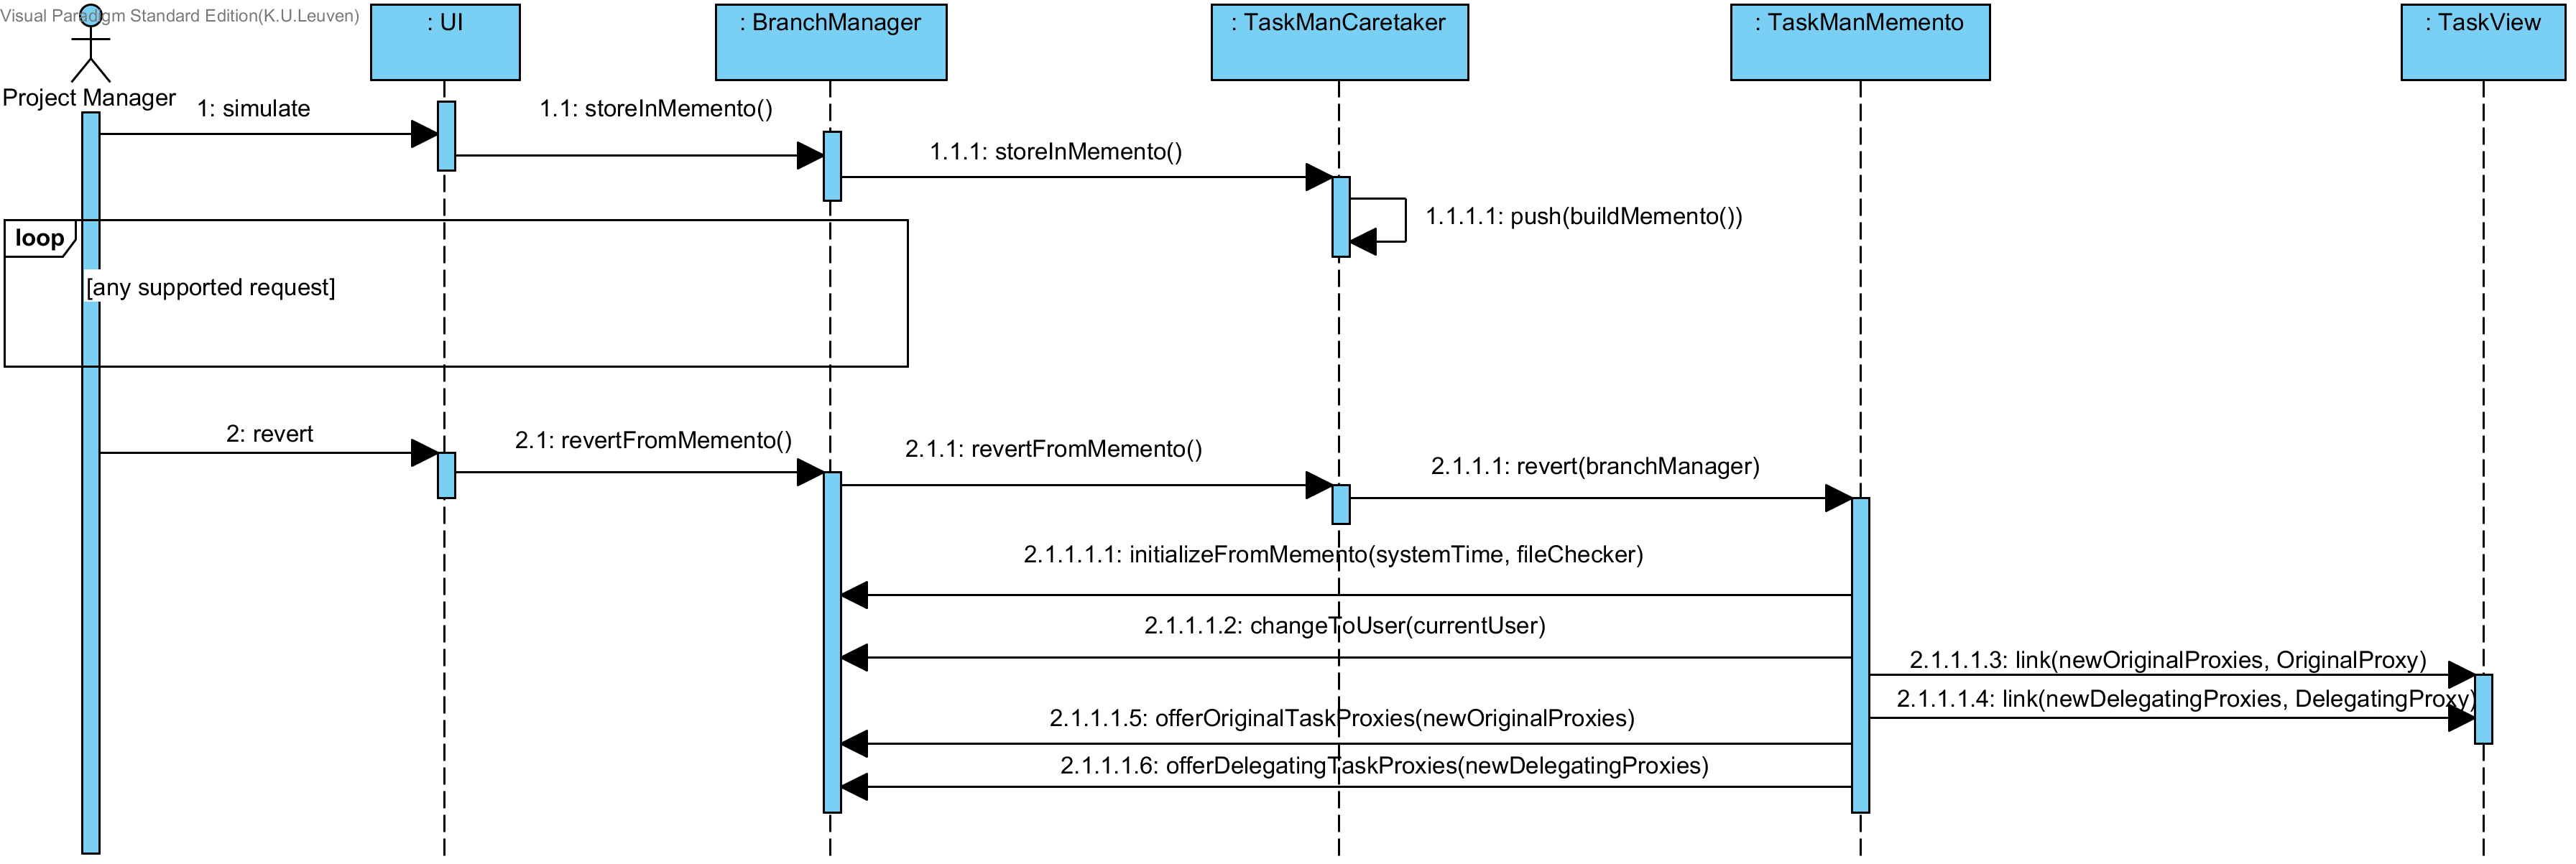 Visual Paradigm Standard Edition(K.U.Leuven)
: UI
: BranchManager
: TaskManCaretaker
: TaskManMemento
: TaskView
Project Manager
1: simulate
1.1: storeInMemento()
1.1.1: storeInMemento()
1.1.1.1: push(buildMemento())
loop
[any supported request]
2: revert
2.1: revertFromMemento()
2.1.1: revertFromMemento()
2.1.1.1: revert(branchManager)
2.1.1.1.1: initializeFromMemento(systemTime, fileChecker)
2.1.1.1.2: changeToUser(currentUser)
2.1.1.1.3: link(newOriginalProxies, OriginalProxy)
2.1.1.1.4: link(newDelegatingProxies, DelegatingProxy)
2.1.1.1.5: offerOriginalTaskProxies(newOriginalProxies)
2.1.1.1.6: offerDelegatingTaskProxies(newDelegatingProxies)